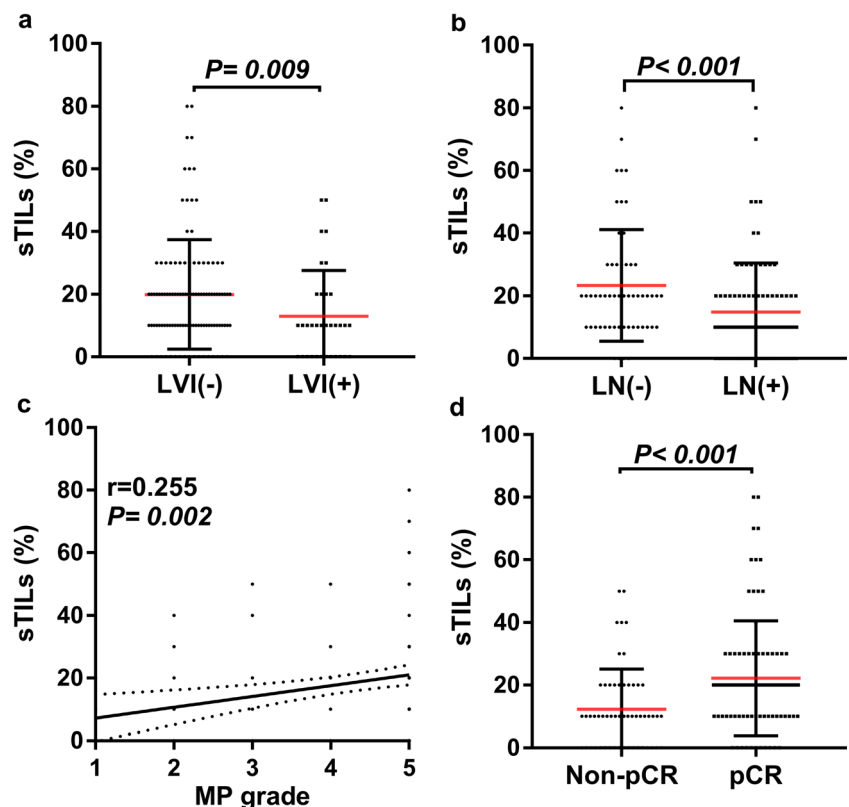 a
100
80
60
40
20
0
sTILs (%)
P= 0.009
LVI(-)
LVI(+)
b
100
80
60
40
20
0
sTILs (%)
P< 0.001
LN(-)
LN(+)
c
100
80
60
40
20
0
sTILs (%)
r=0.255
P= 0.002
1
2
3
4
5
MP grade
d
100
80
60
40
20
0
sTILs (%)
P< 0.001
Non-pCR
pCR